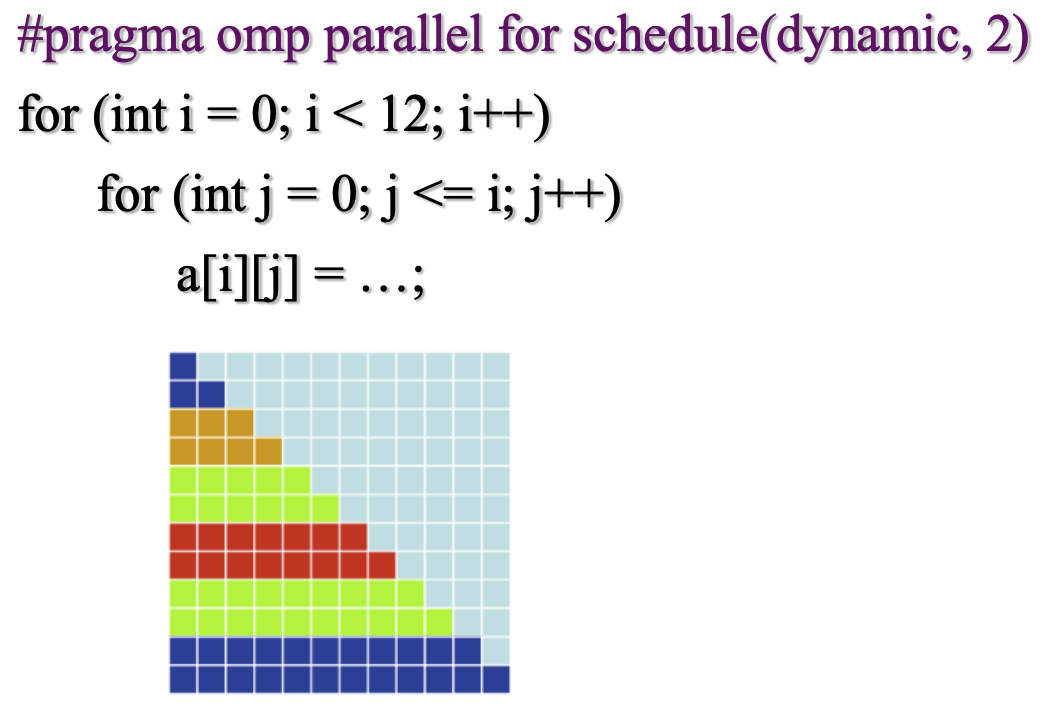 #pragma omp parallel for schedule(dynamic, 2)
for (int i = 0; i < 12; i++)
for (int j = 0; j <= i; j++)
a[i][j] = …;